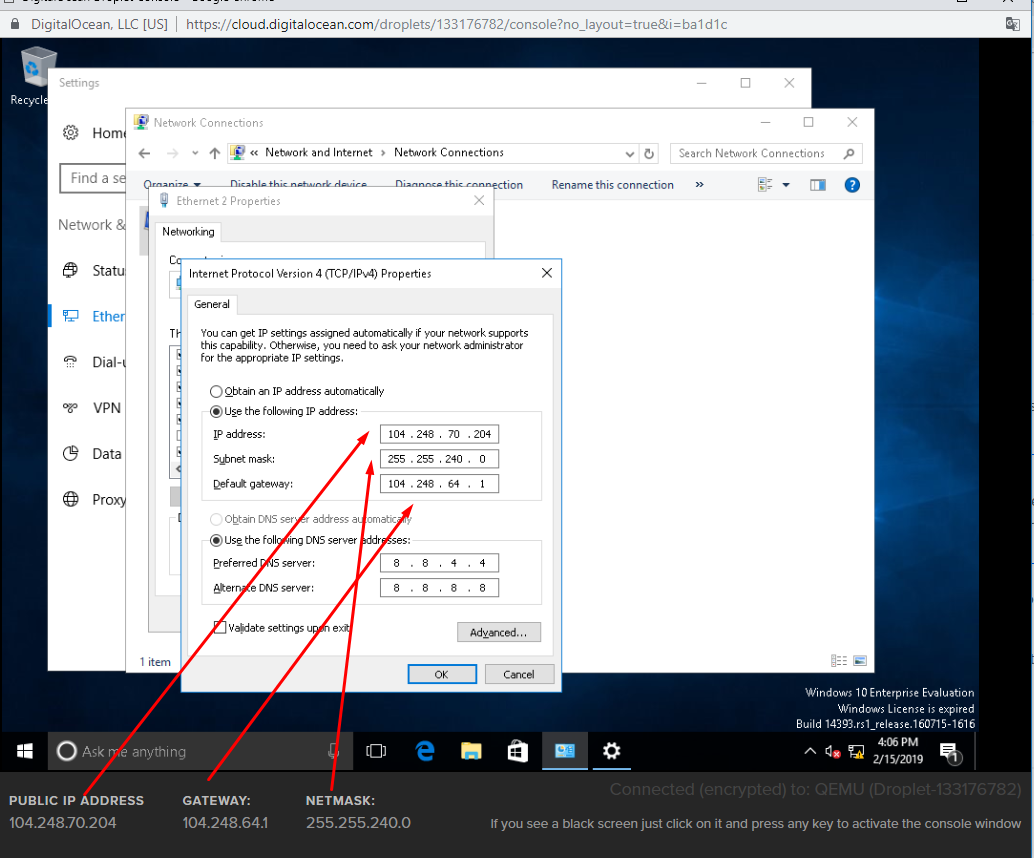 DigitalOcean Droplet Console - Google Chrome
DigitalOcean, LLC [US] | https://cloud.digitalocean.com/droplets/133176782/console?no_layout=true&i=ba1d1c
Recycle
Settings
Home
Find a se
Network &
Statu
Ether
Dial-u
VPN
Data
Proxy
Network Connections
« Network and Internet › Network Connections
Search Network Connections
Organize Disable this network device Diagnose this connection Rename this connection »
Ethernet 2 Properties
Networking
Co
Th
Internet Protocol Version 4 (TCP/IPv4) Properties
General
You can get IP settings assigned automatically if your network supports
this capability. Otherwise, you need to ask your network administrator
for the appropriate IP settings.
Obtain an IP address automatically
Use the following IP address:
IP address: 104 . 248 . 70 . 204
Subnet mask: 255 . 255 . 240 . 0
Default gateway: 104 . 248 . 64 . 1
Obtain DNS server address automatically
Use the following DNS server addresses:
Preferred DNS server: 8 . 8 . 4 . 4
Alternate DNS server: 8 . 8 . 8 . 8
Validate settings upon exit
Advanced...
OK Cancel
1 item
Windows 10 Enterprise Evaluation
Windows License is expired
Build 14393.rs1_release.160715-1616
Ask me anything
4:06 PM
2/15/2019
1
PUBLIC IP ADDRESS
104.248.70.204
GATEWAY:
104.248.64.1
NETMASK:
255.255.240.0
Connected (encrypted) to: QEMU (Droplet-133176782)
If you see a black screen just click on it and press any key to activate the console window